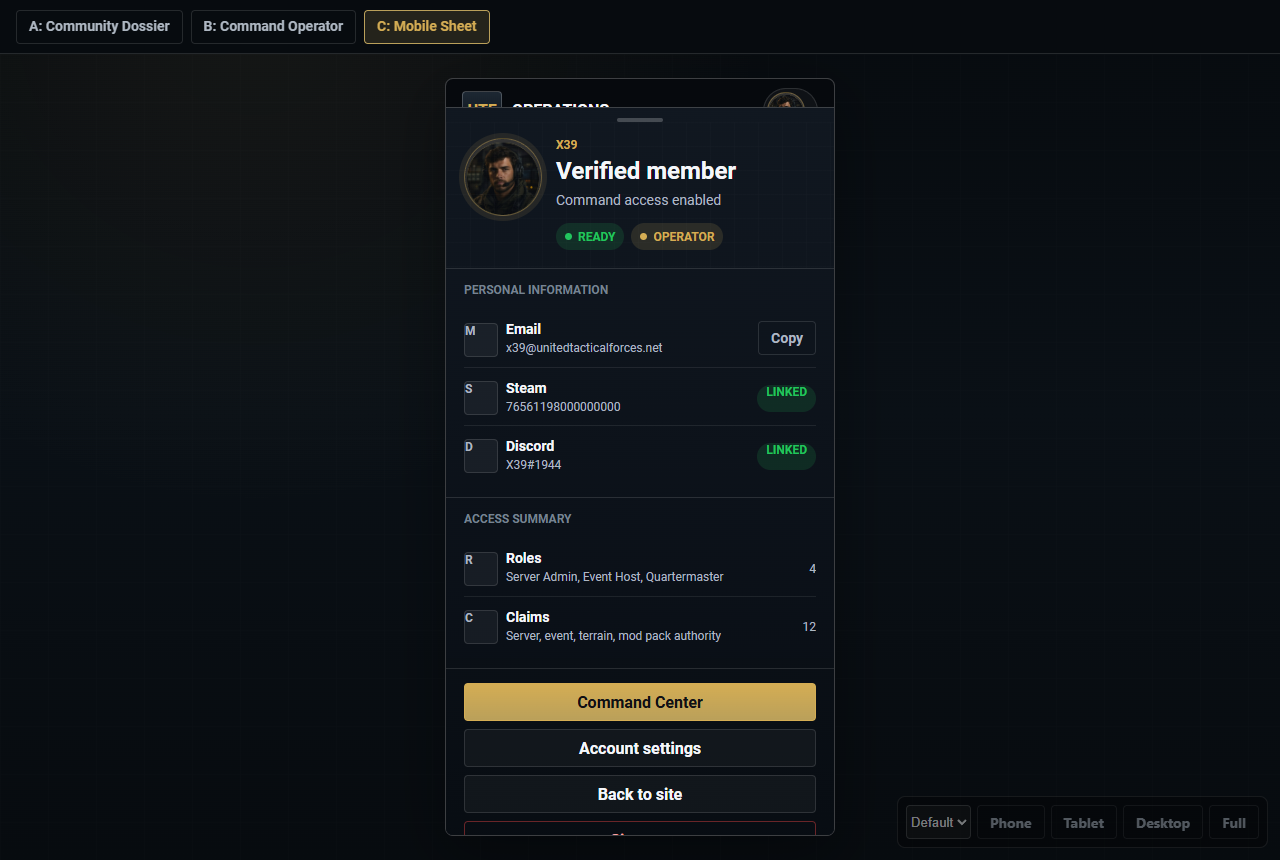 A: Community Dossier
B: Command Operator
C: Mobile Sheet
UTF OPERATIONS
X39
Verified member
Command access enabled
READY
OPERATOR
PERSONAL INFORMATION
M
Email
x39@unitedtacticalforces.net
Copy
S
Steam
76561198000000000
LINKED
D
Discord
X39#1944
LINKED
ACCESS SUMMARY
R
Roles
Server Admin, Event Host, Quartermaster
4
C
Claims
Server, event, terrain, mod pack authority
12
Command Center
Account settings
Back to site
Default
Phone
Tablet
Desktop
Full